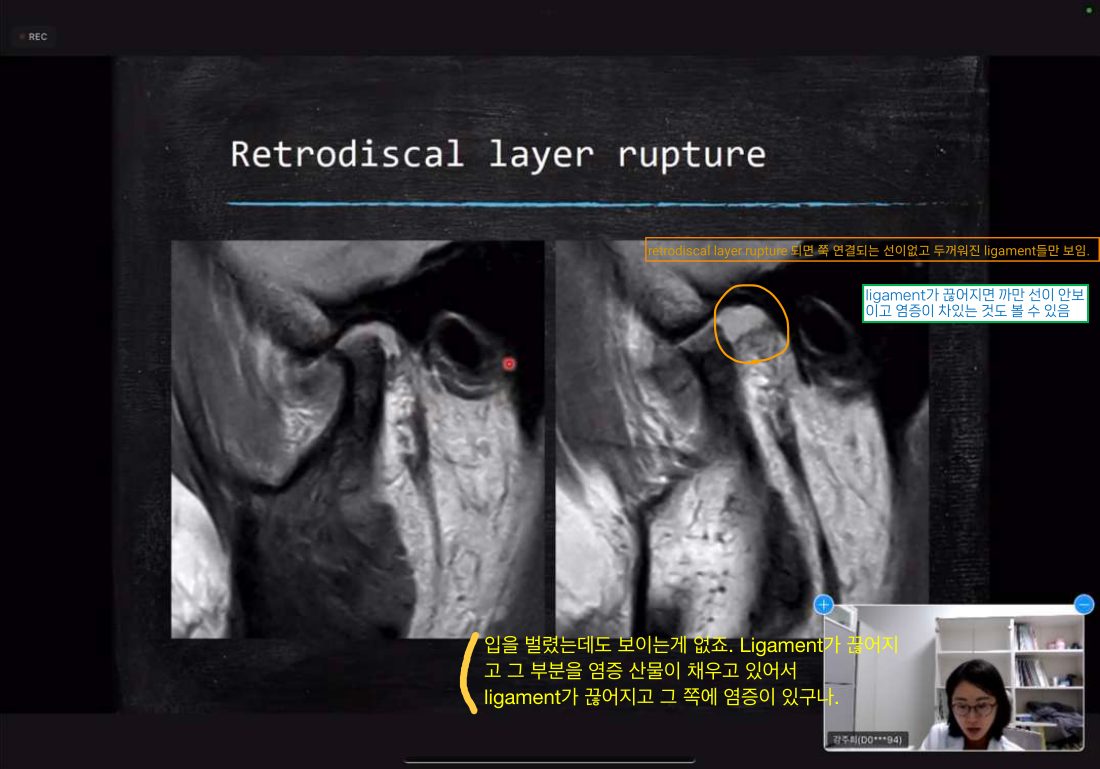 REC
Retrodiscal layer rupture
retrodiscal layer rupture 되면 쭉 연결되는 선이없고 두꺼워진 ligament들만 보임.
ligament가 끊어지면 까만 선이 안보
이고 염증이 차있는 것도 볼 수 있음
입을 벌렸는데도 보이는게 없죠. Ligament가 끊어지
고 그 부분을 염증 산물이 채우고 있어서
ligament가 끊어지고 그 쪽에 염증이 있구나.
강주희(D0***94)